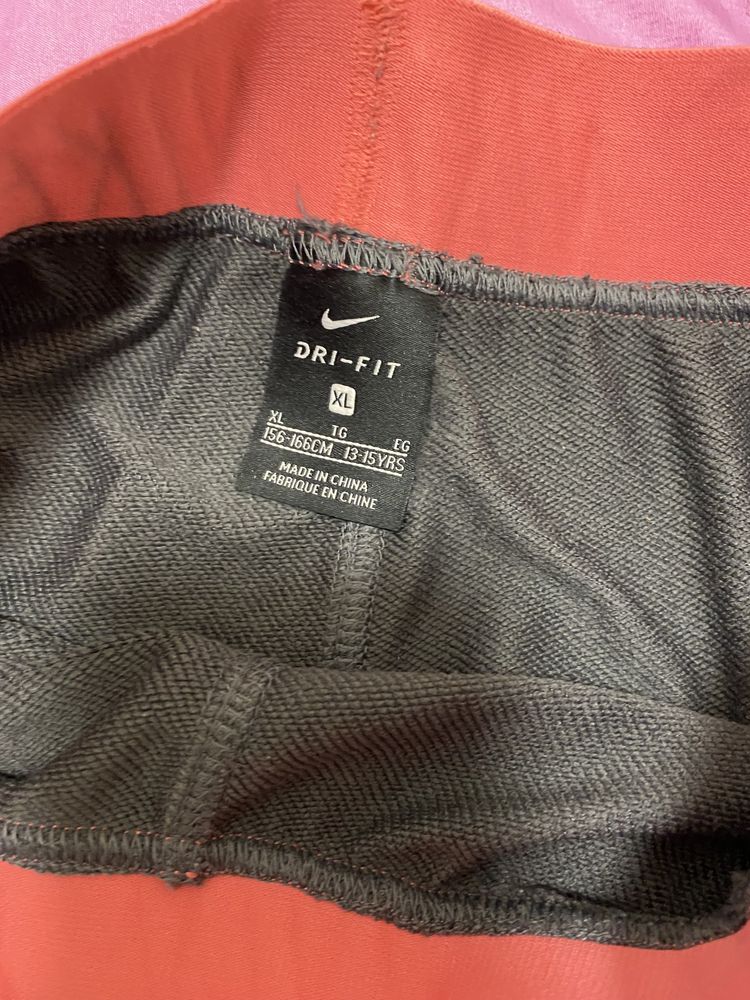 DRI-FIT
XL
XL TG EG
156-166CM 13-15YRS
MADE IN CHINA
FABRIQUE EN CHINE